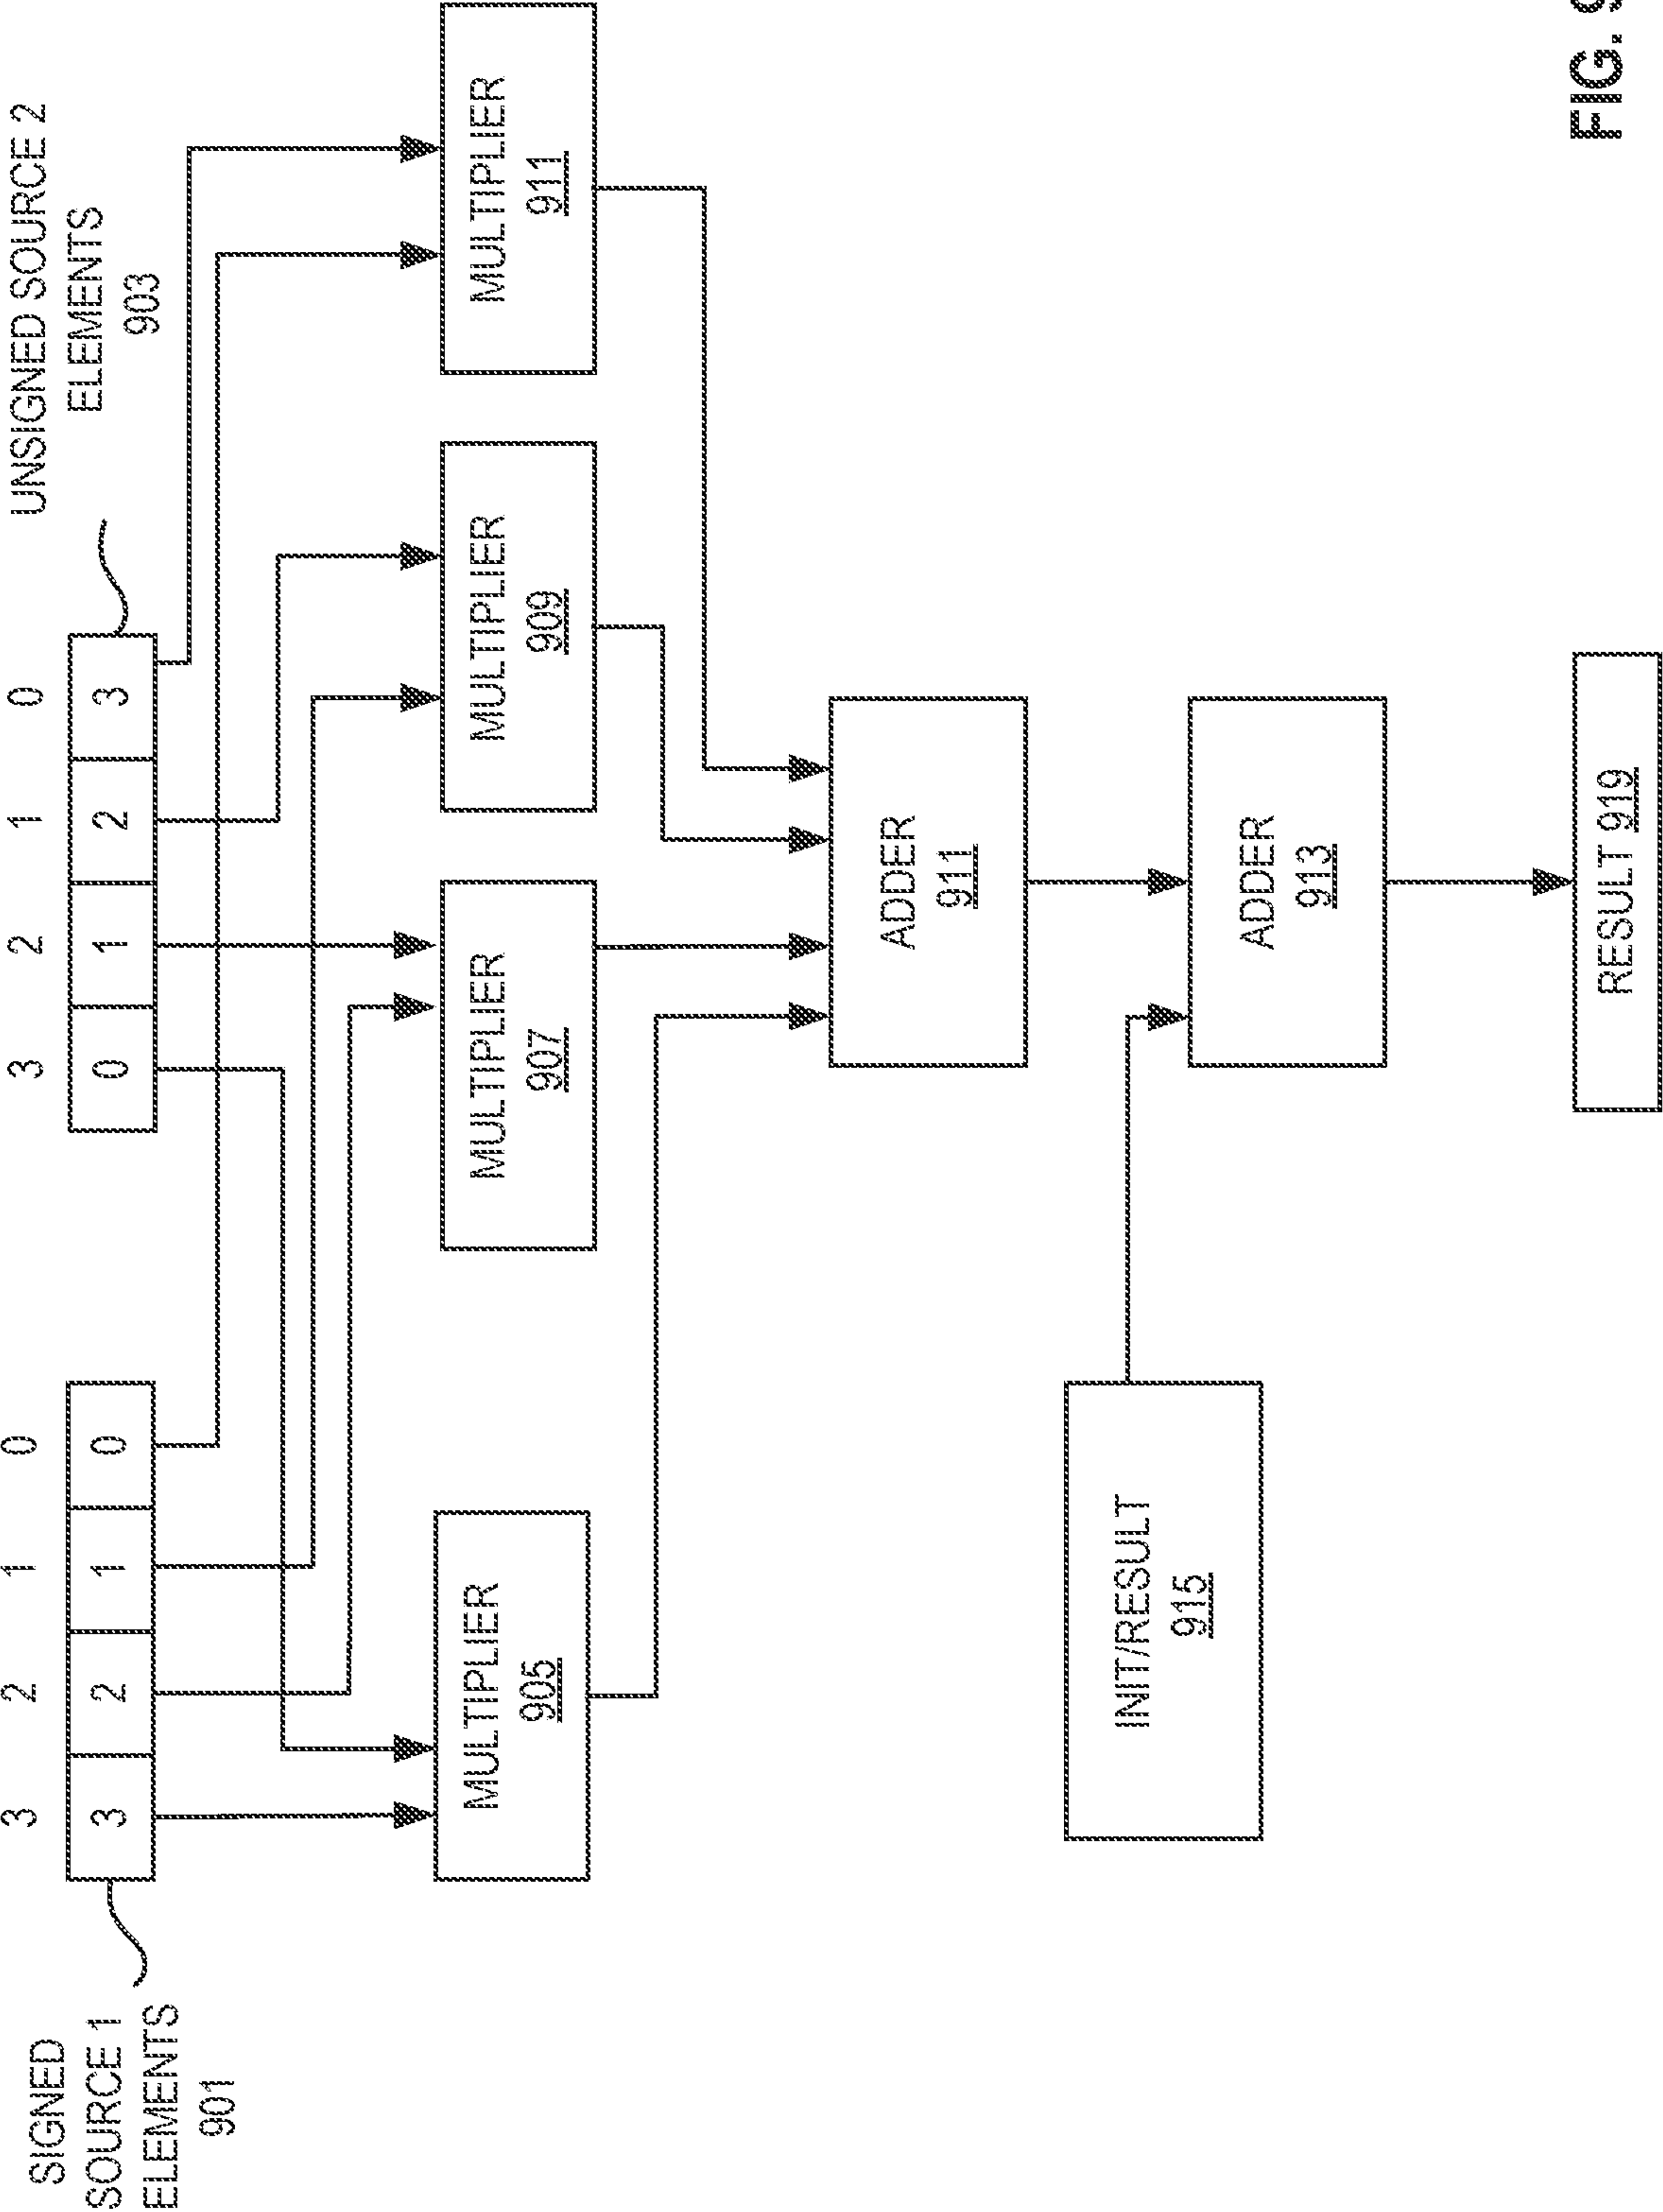 3 2 1 0
3 2 1 0
UNSIGNED SOURCE 2
ELEMENTS
903
SIGNED
SOURCE 1
ELEMENTS
901
3 2 1 0
0 1 2 3
MULTIPLIER
905
MULTIPLIER
907
MULTIPLIER
909
MULTIPLIER
911
ADDER
911
INIT/RESULT
915
ADDER
913
RESULT 919
FIG. 9